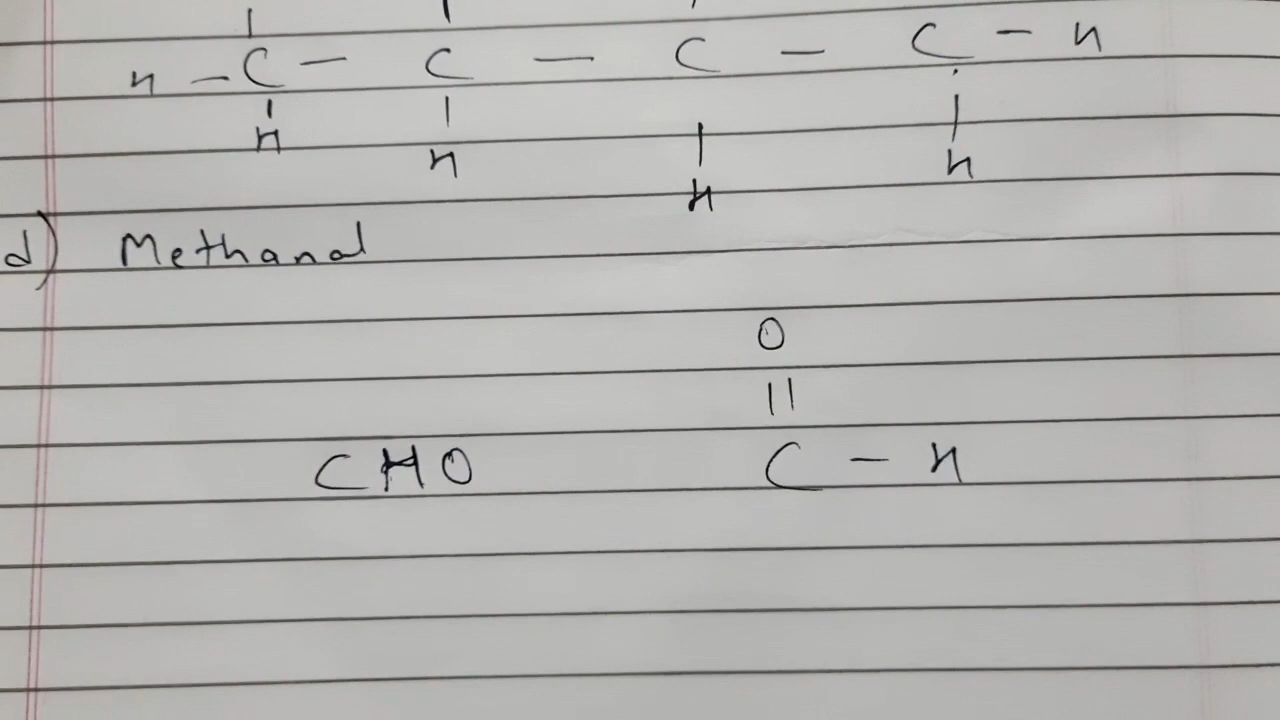 H - C - C - C - C - H
H H H H
d) Methanal
O
||
CHO C - H